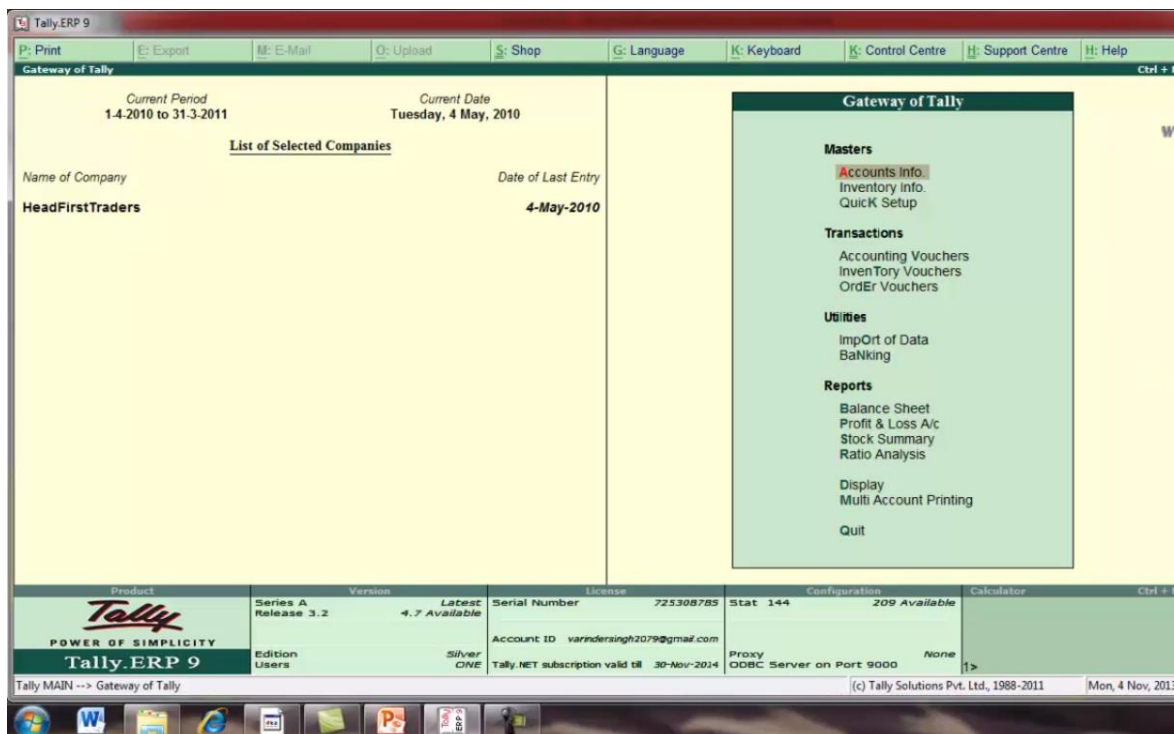 Tally.ERP 9
P: Print E: Export M: E-Mail O: Upload S: Shop G: Language K: Keyboard K: Control Centre H: Support Centre H: Help
Gateway of Tally Ctrl +
Current Period Current Date
1-4-2010 to 31-3-2011 Tuesday, 4 May, 2010
List of Selected Companies
Name of Company Date of Last Entry
HeadFirstTraders 4-May-2010
Gateway of Tally
W
Masters
Accounts Info.
Inventory Info.
QuicK Setup
Transactions
Accounting Vouchers
InvenTory Vouchers
OrdEr Vouchers
Utilities
ImpOrt of Data
BaNking
Reports
Balance Sheet
Profit & Loss A/c
Stock Summary
Ratio Analysis
Display
Multi Account Printing
Quit
Product Version License Configuration Calculator Ctrl +
Tally
POWER OF SIMPLICITY
Tally.ERP 9
Series A Latest
Release 3.2 4.7 Available
Edition Silver
Users ONE
Serial Number 725308785
Account ID varindersingh2079@gmail.com
Tally.NET subscription valid till 30-Nov-2014
Stat 144 209 Available
Proxy None
ODBC Server on Port 9000
1>
Tally MAIN --> Gateway of Tally (c) Tally Solutions Pvt. Ltd., 1988-2011 Mon, 4 Nov, 2013